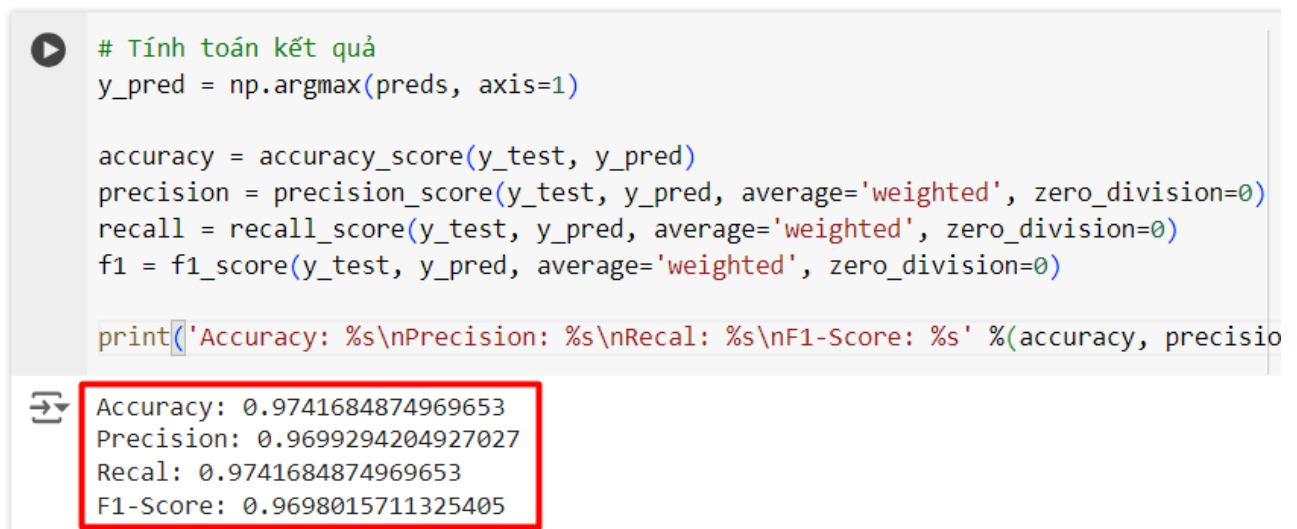 # Tính toán kết quả
y_pred = np.argmax(preds, axis=1)
accuracy = accuracy_score(y_test, y_pred)
precision = precision_score(y_test, y_pred, average='weighted', zero_division=0)
recall = recall_score(y_test, y_pred, average='weighted', zero_division=0)
f1 = f1_score(y_test, y_pred, average='weighted', zero_division=0)
print('Accuracy: %s\nPrecision: %s\nRecal: %s\nF1-Score: %s' %(accuracy, precisio
Accuracy: 0.9741684874969653
Precision: 0.9699294204927027
Recal: 0.9741684874969653
F1-Score: 0.9698015711325405